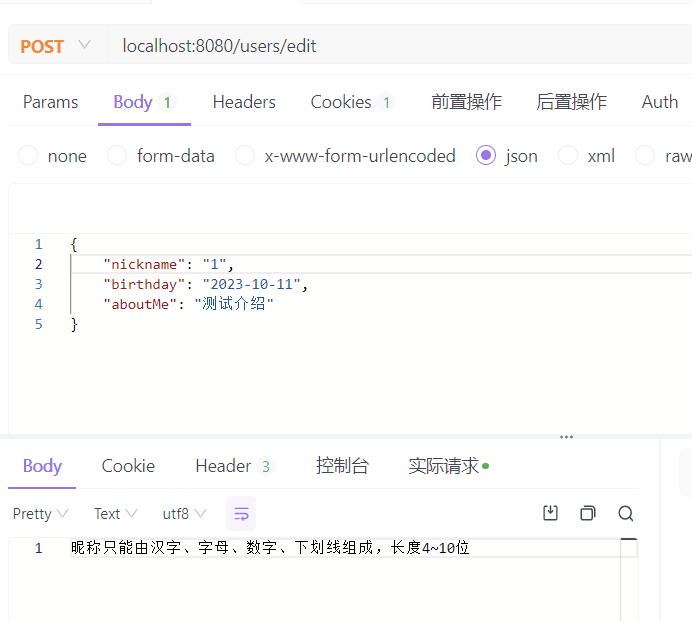 POST localhost:8080/users/edit
Params Body 1 Headers Cookies 1 前置操作 后置操作 Auth
none form-data x-www-form-urlencoded json xml raw
1 {
2 "nickname": "1",
3 "birthday": "2023-10-11",
4 "aboutMe": "测试介绍"
5 }
Body Cookie Header 3 控制台 实际请求
Pretty Text utf8
1 昵称只能由汉字、字母、数字、下划线组成，长度4~10位